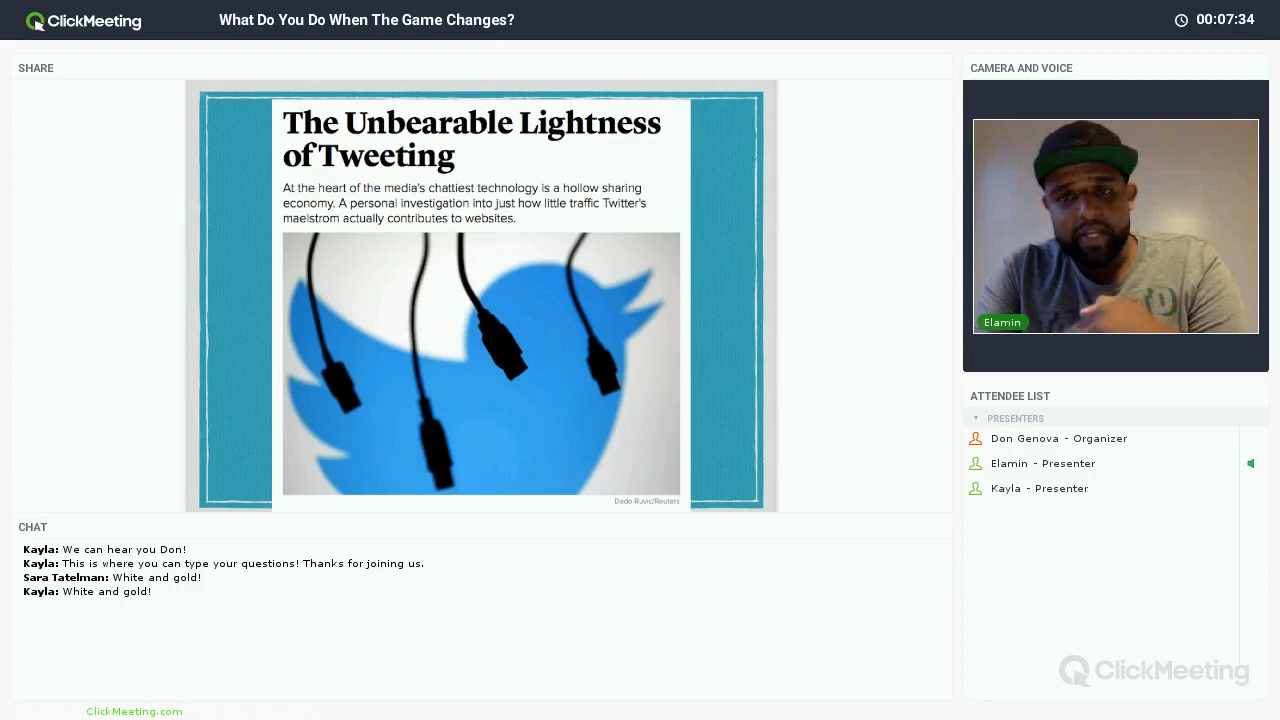 ClickMeeting
What Do You Do When The Game Changes?
00:07:34
SHARE
The Unbearable Lightness
of Tweeting
At the heart of the media's chattiest technology is a hollow sharing
economy. A personal investigation into just how little traffic Twitter's
maelstrom actually contributes to websites.
Dado Ruvic/Reuters
CHAT
Kayla: We can hear you Don!
Kayla: This is where you can type your questions! Thanks for joining us.
Sara Tatelman: White and gold!
Kayla: White and gold!
CAMERA AND VOICE
Elamin
ATTENDEE LIST
PRESENTERS
Don Genova - Organizer
Elamin - Presenter
Kayla - Presenter
ClickMeeting
ClickMeeting.com